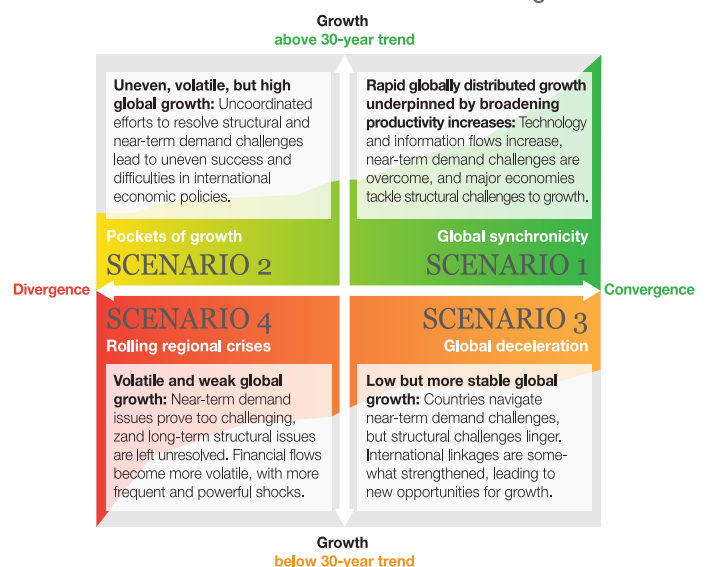 Growth
above 30-year trend
Uneven, volatile, but high
global growth: Uncoordinated
efforts to resolve structural and
near-term demand challenges
lead to uneven success and
difficulties in international
economic policies.
Pockets of growth
SCENARIO 2
Rapid globally distributed growth
underpinned by broadening
productivity increases: Technology
and information flows increase,
near-term demand challenges are
overcome, and major economies
tackle structural challenges to growth.
Global synchronicity
SCENARIO 1
Divergence
Convergence
SCENARIO 4
Rolling regional crises
Volatile and weak global
growth: Near-term demand
issues prove too challenging,
zand long-term structural issues
are left unresolved. Financial flows
become more volatile, with more
frequent and powerful shocks.
SCENARIO 3
Global deceleration
Low but more stable global
growth: Countries navigate
near-term demand challenges,
but structural challenges linger.
International linkages are some-
what strengthened, leading to
new opportunities for growth.
Growth
below 30-year trend